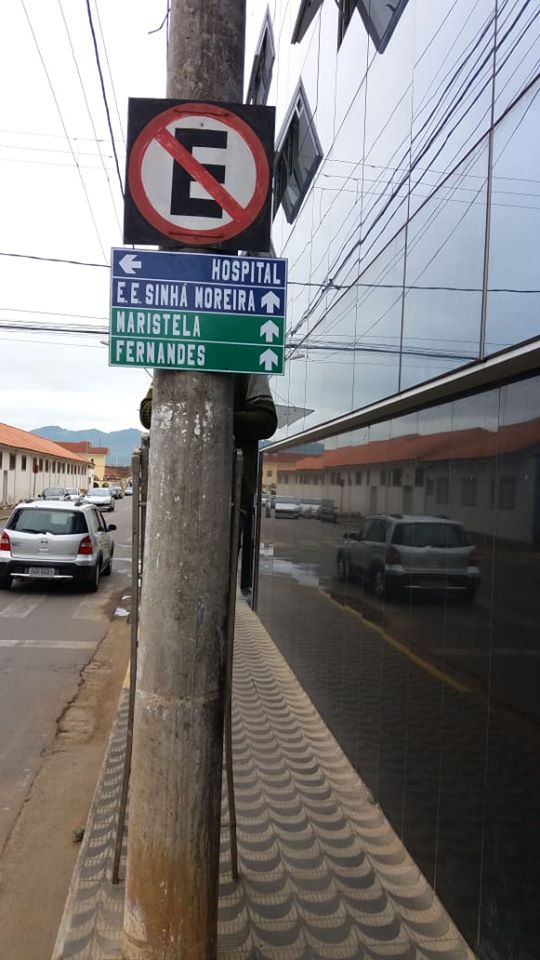 E
HOSPITAL
E.E. SINHÁ MOREIRA
MARISTELA
FERNANDES